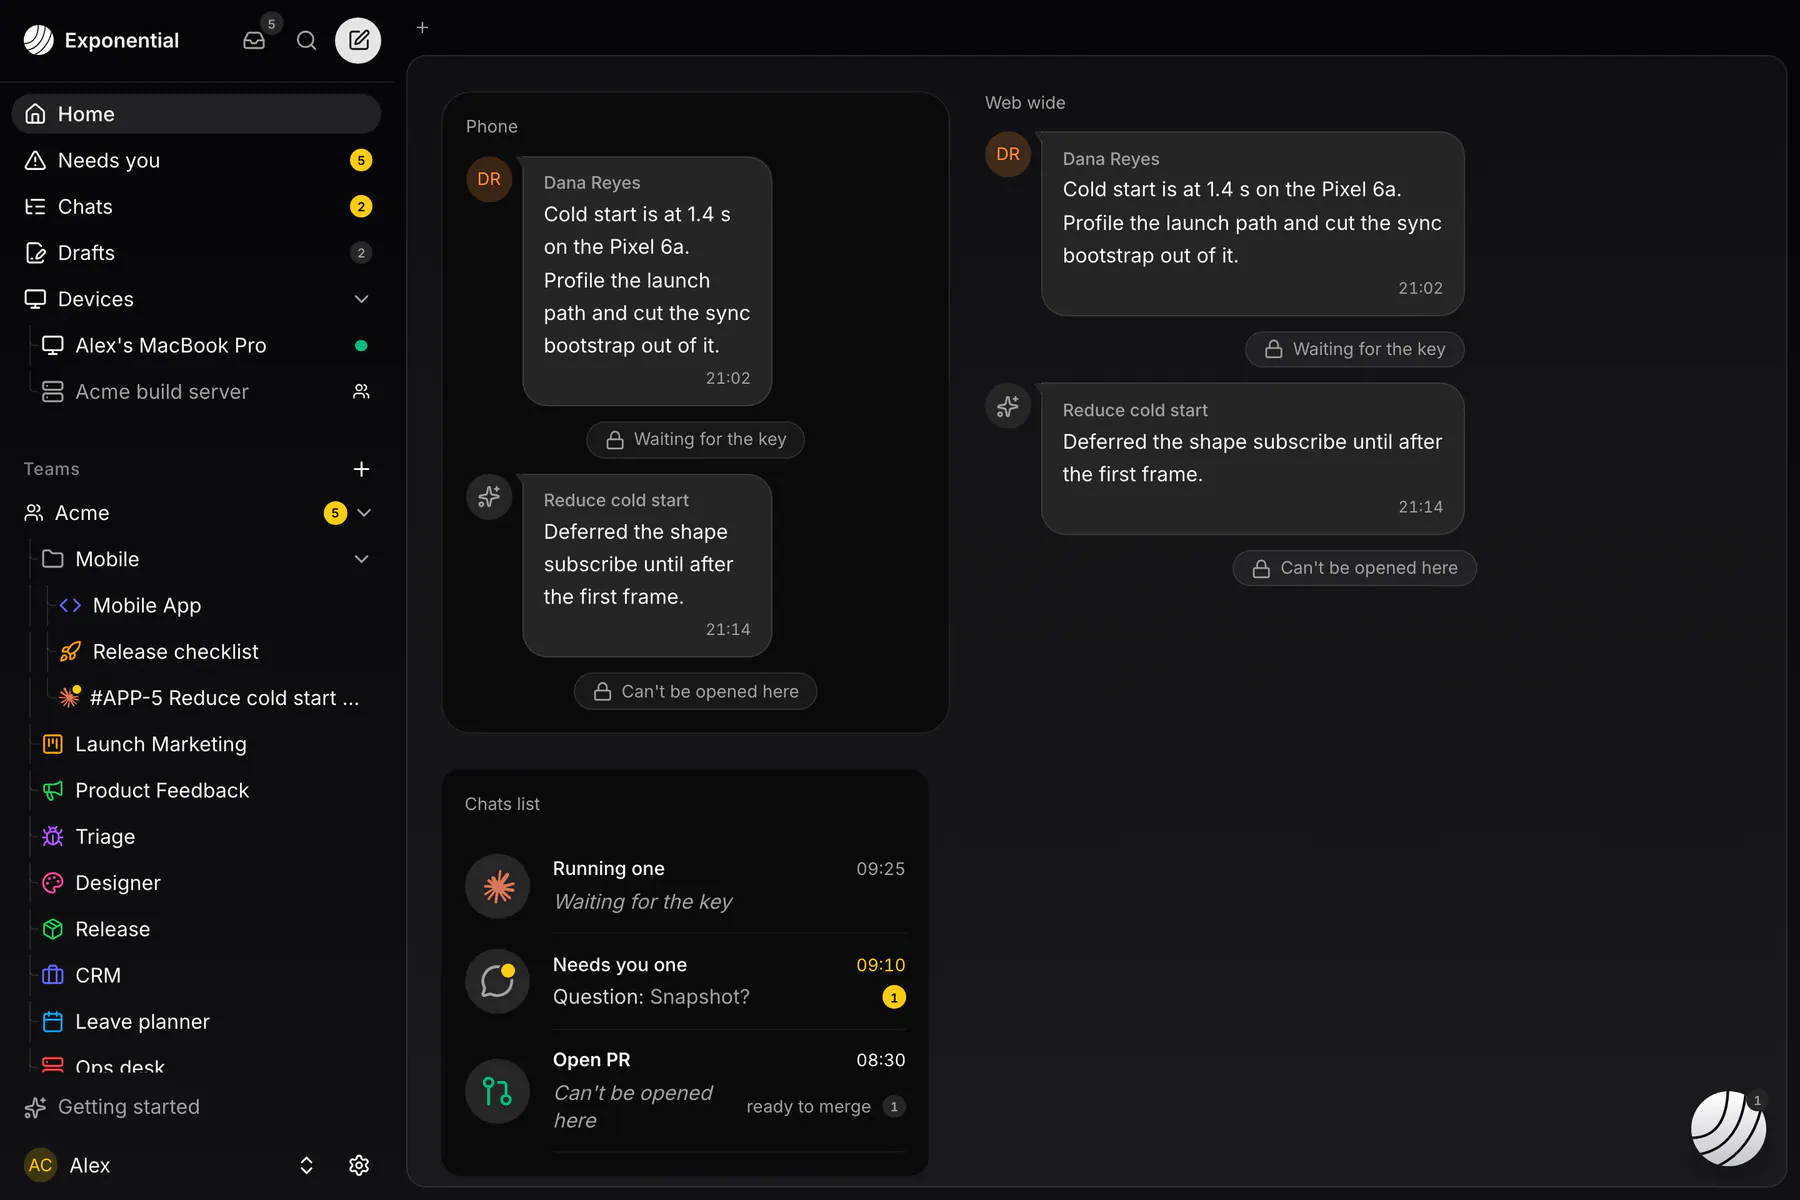 Exponential
5
Home
Needs you
5
Chats
2
Drafts
2
Devices
Alex's MacBook Pro
Acme build server
Teams
Acme
5
Mobile
Mobile App
Release checklist
#APP-5 Reduce cold start ...
Launch Marketing
Product Feedback
Triage
Designer
Release
CRM
Leave planner
Ops desk
Getting started
AC
Alex
Phone
DR
Dana Reyes
Cold start is at 1.4 s
on the Pixel 6a.
Profile the launch
path and cut the sync
bootstrap out of it.
21:02
Waiting for the key
Reduce cold start
Deferred the shape
subscribe until after
the first frame.
21:14
Can't be opened here
Web wide
DR
Dana Reyes
Cold start is at 1.4 s on the Pixel 6a.
Profile the launch path and cut the sync
bootstrap out of it.
21:02
Waiting for the key
Reduce cold start
Deferred the shape subscribe until after
the first frame.
21:14
Can't be opened here
Chats list
Running one
09:25
Waiting for the key
Needs you one
09:10
Question: Snapshot?
1
Open PR
08:30
Can't be opened
here
ready to merge
1
1